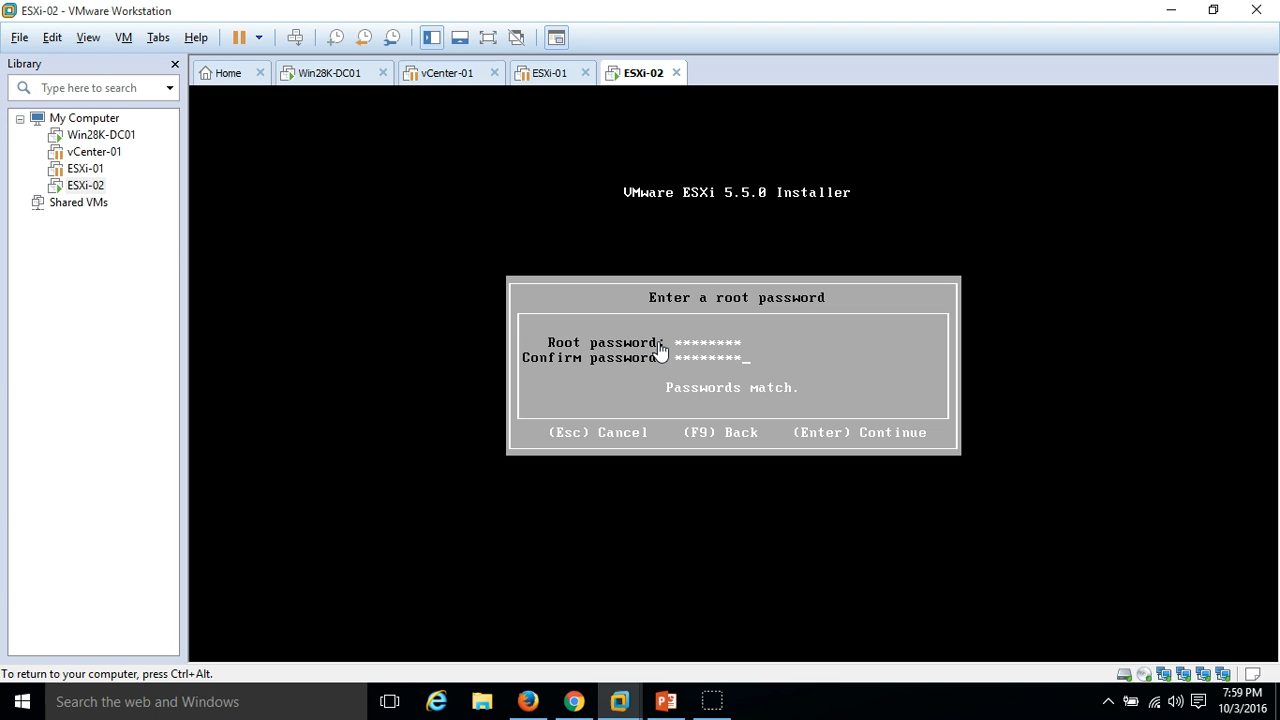 ESXi-02 - VMware Workstation
File Edit View VM Tabs Help
Library
Type here to search
My Computer
Win28K-DC01
vCenter-01
ESXi-01
ESXi-02
Shared VMs
Home Win28K-DC01 vCenter-01 ESXi-01 ESXi-02
VMware ESXi 5.5.0 Installer
Enter a root password
Root password: ********
Confirm password ********_
Passwords match.
(Esc) Cancel (F9) Back (Enter) Continue
To return to your computer, press Ctrl+Alt.
Search the web and Windows
7:59 PM
10/3/2016